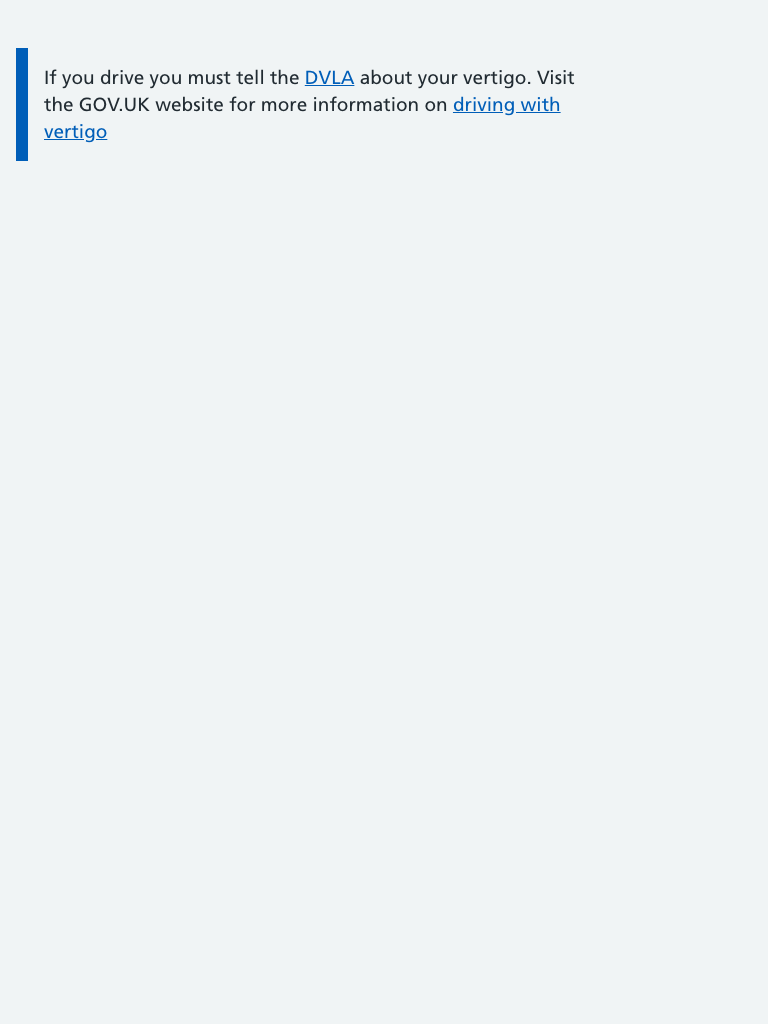 If you drive you must tell the DVLA about your vertigo. Visit
the GOV.UK website for more information on driving with
vertigo